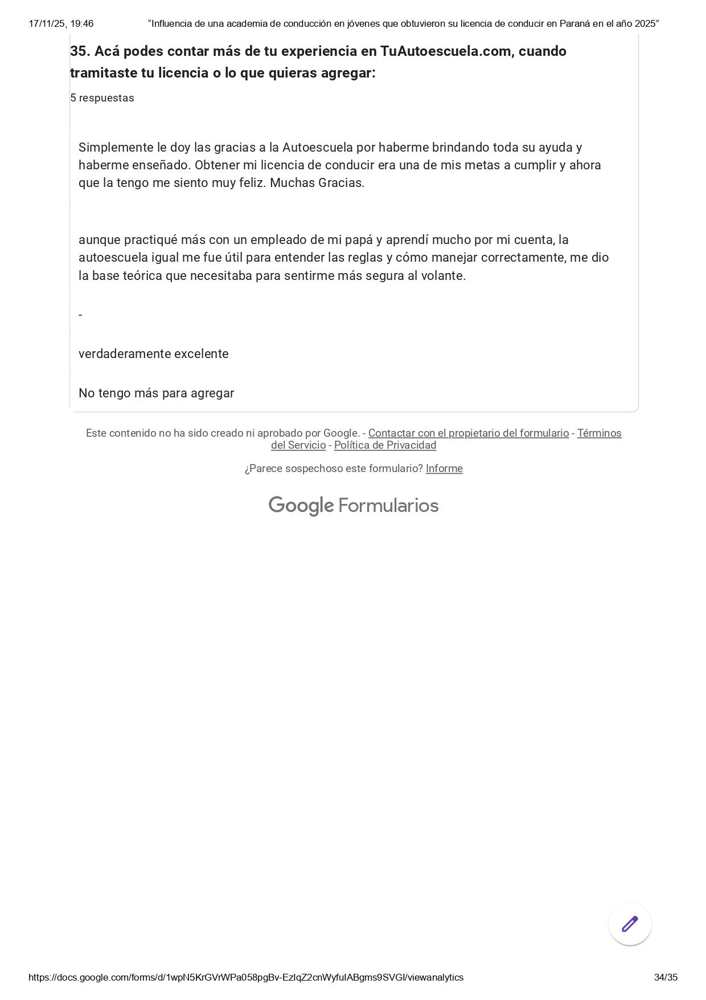 17/11/25, 19:46
“Influencia de una academia de conducción en jóvenes que obtuvieron su licencia de conducir en Paraná en el año 2025”
35. Acá podes contar más de tu experiencia en TuAutoescuela.com, cuando
tramitaste tu licencia o lo que quieras agregar:
5 respuestas
Simplemente le doy las gracias a la Autoescuela por haberme brindando toda su ayuda y
haberme enseñado. Obtener mi licencia de conducir era una de mis metas a cumplir y ahora
que la tengo me siento muy feliz. Muchas Gracias.
aunque practiqué más con un empleado de mi papá y aprendí mucho por mi cuenta, la
autoescuela igual me fue útil para entender las reglas y cómo manejar correctamente, me dio
la base teórica que necesitaba para sentirme más segura al volante.
-
verdaderamente excelente
No tengo más para agregar
Este contenido no ha sido creado ni aprobado por Google. - Contactar con el propietario del formulario - Términos
del Servicio - Política de Privacidad
¿Parece sospechoso este formulario? Informe
Google Formularios
https://docs.google.com/forms/d/1wpN5KrGVrWPa058pgBv-EzIqZ2cnWyfuIABgms9SVGI/viewanalytics
34/35